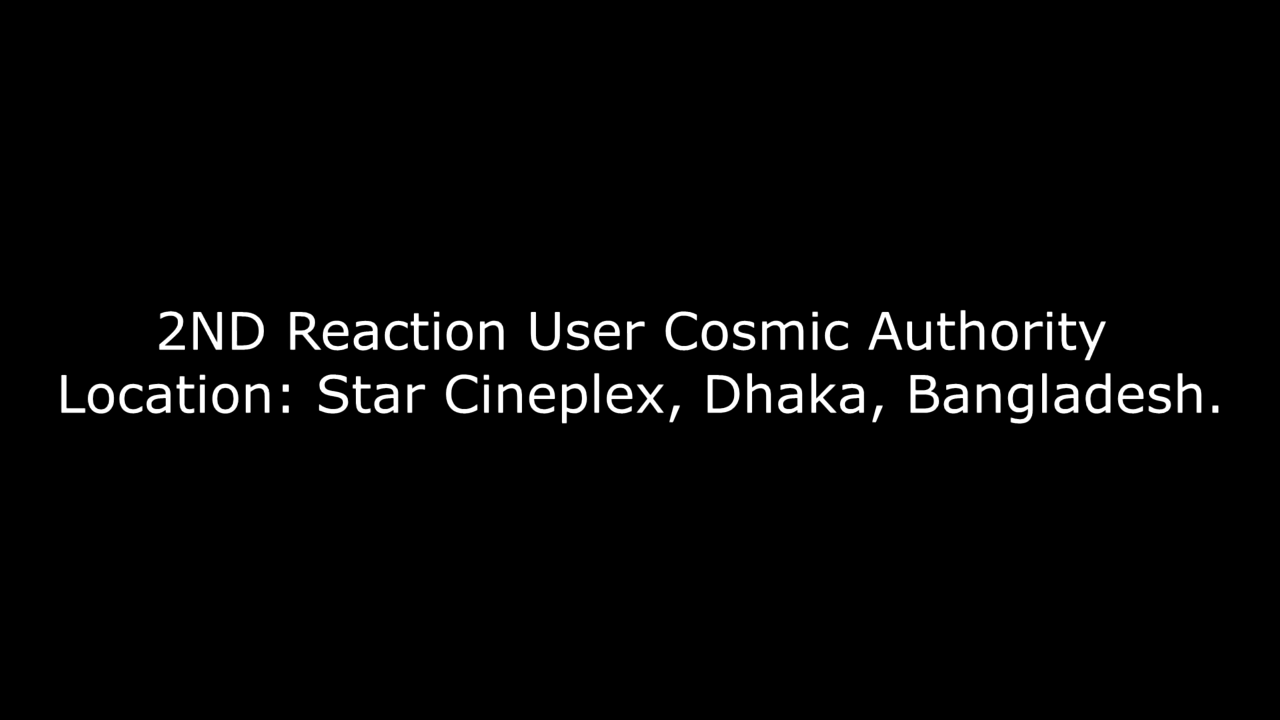 2ND Reaction User Cosmic Authority
Location: Star Cineplex, Dhaka, Bangladesh.